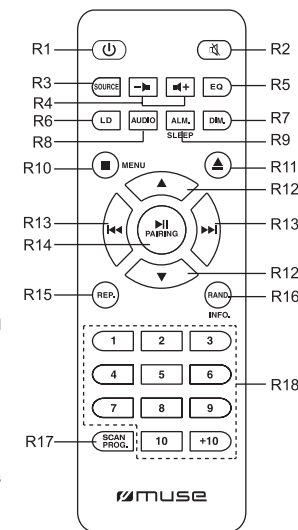 R1
R2
R3
SOURCE
EQ
R5
R4
R6
LD
AUDIO
ALM.
DIM.
R7
R8
SLEEP
R9
R10
MENU
R11
R12
R13
R13
R14
PAIRING
R12
R15
REP.
RAND.
R16
INFO.
1 2 3
4 5 6
7 8 9
R18
R17
SCAN
PROG.
10 +10
muse